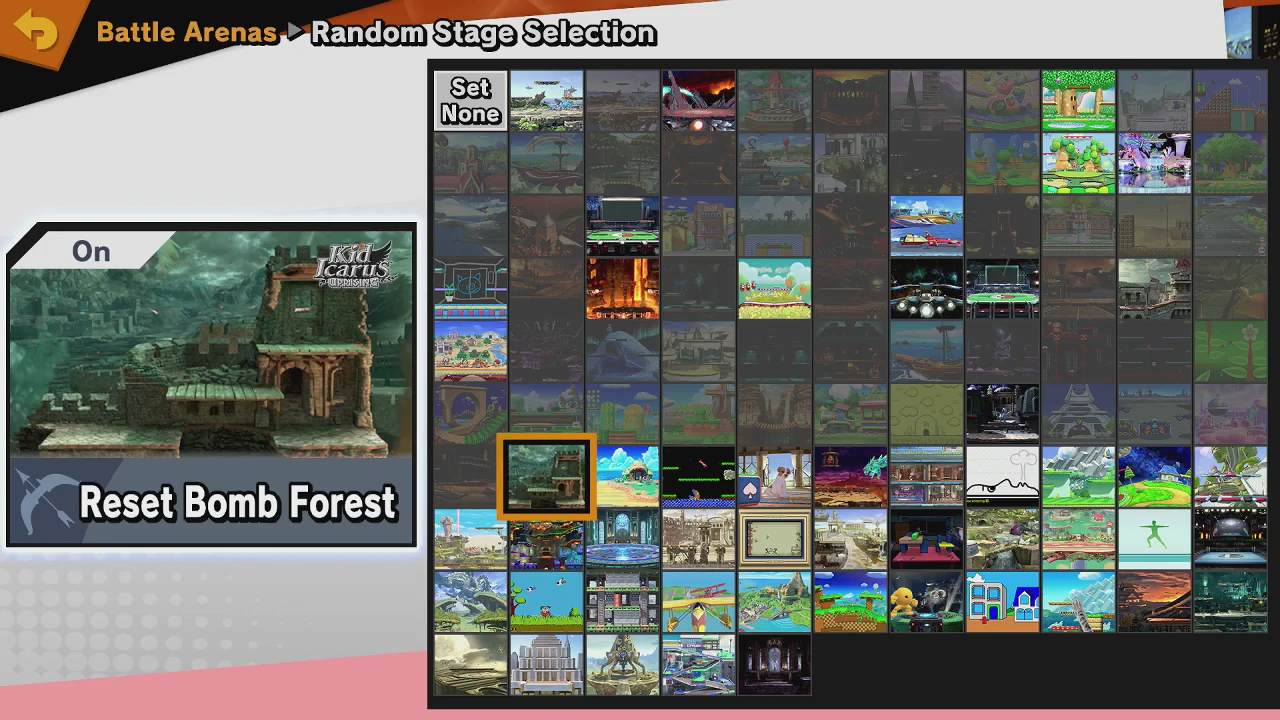 Battle Arenas ▶ Random Stage Selection
Set
None
On
Kid
Icarus
UPRISING
Reset Bomb Forest